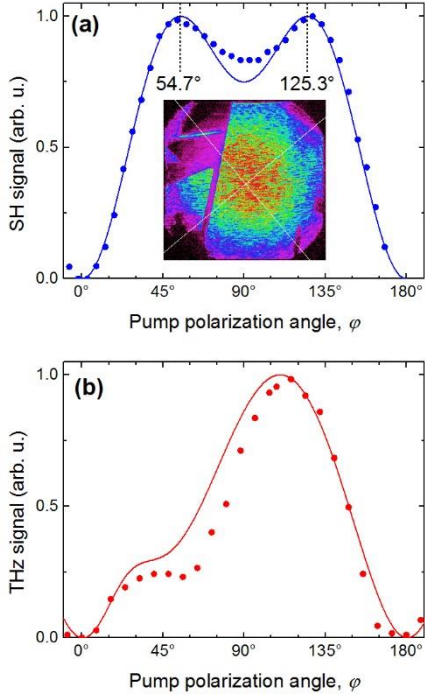 (a)
1.0
0.5
0.0
SH signal (arb. u.)
54.7° 125.3°
0° 45° 90° 135° 180°
Pump polarization angle, φ
(b)
1.0
0.5
0.0
THz signal (arb. u.)
0° 45° 90° 135° 180°
Pump polarization angle, φ